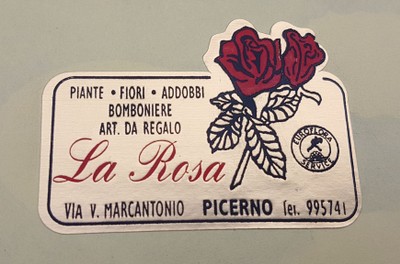 PIANTE • FIORI • ADDOBBI
BOMBONIERE
ART. DA REGALO
La Rosa
EUROFLORA
SERVICE
VIA V. MARCANTONIO PICERNO Tel. 995741